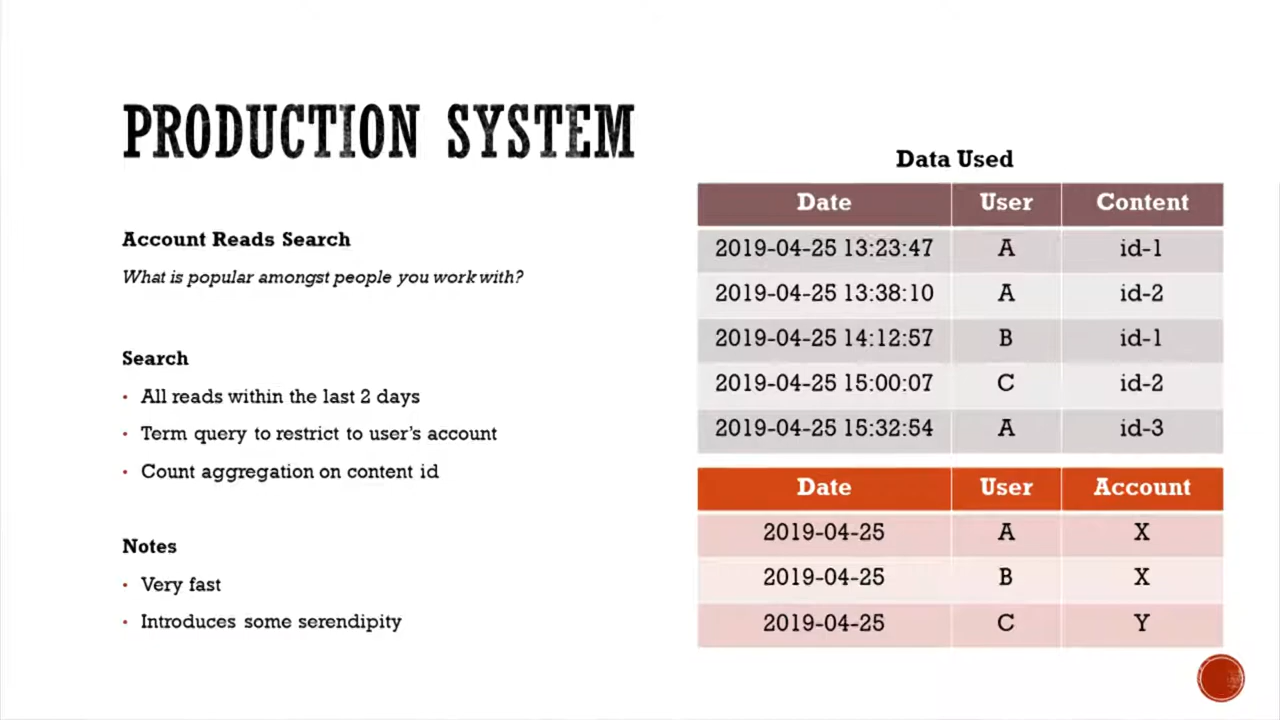 PRODUCTION SYSTEM
Account Reads Search
What is popular amongst people you work with?
Search
• All reads within the last 2 days
• Term query to restrict to user's account
• Count aggregation on content id
Notes
• Very fast
• Introduces some serendipity
Data Used
Date User Content
2019-04-25 13:23:47 A id-1
2019-04-25 13:38:10 A id-2
2019-04-25 14:12:57 B id-1
2019-04-25 15:00:07 C id-2
2019-04-25 15:32:54 A id-3
Date User Account
2019-04-25 A X
2019-04-25 B X
2019-04-25 C Y